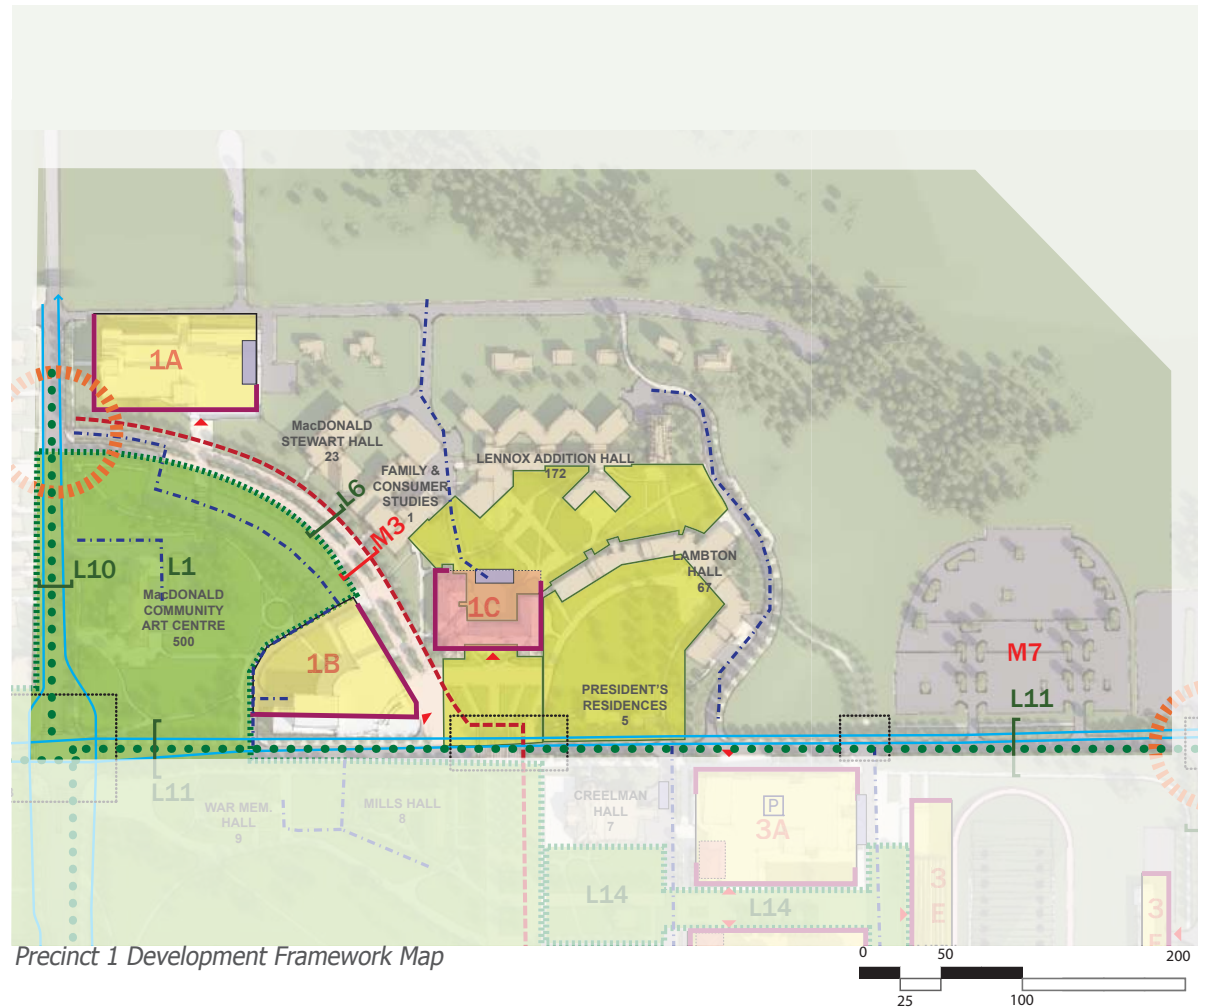 1A
MacDONALD
STEWART HALL
23
LENNOX ADDITION HALL
172
FAMILY &
CONSUMER
STUDIES
1
L6
M3
L10
L1
MacDONALD
COMMUNITY
ART CENTRE
500
LAMBTON
HALL
67
1C
1B
M7
L11
PRESIDENT'S
RESIDENCES
5
L11
WAR MEM.
HALL
9
MILLS HALL
8
CREELMAN
HALL
7
P
3A
L14
L14
3
E
3
Precinct 1 Development Framework Map
0 50 200
25 100